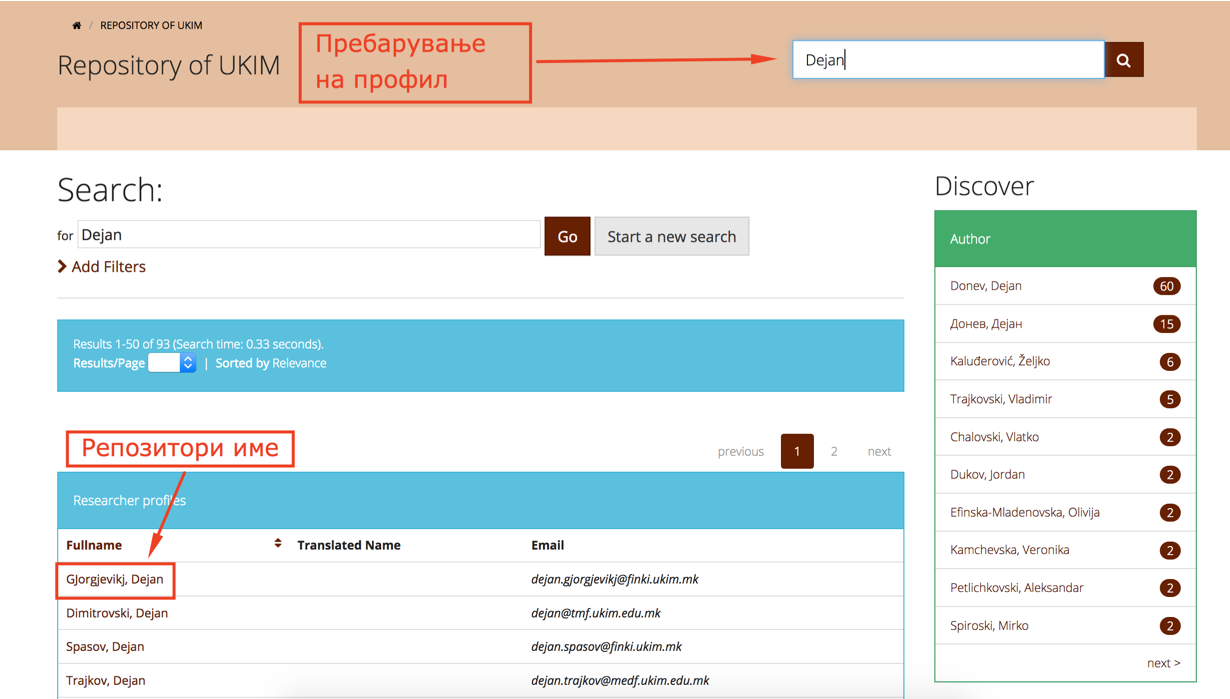 REPOSITORY OF UKIM
Repository of UKIM
Пребарување
на профил
Dejan
Search:
for Dejan Go Start a new search
Add Filters
Results 1-50 of 93 (Search time: 0.33 seconds).
Results/Page | Sorted by Relevance
Репозитори име
previous 1 2 next
Researcher profiles
Fullname Translated Name Email
Gjorgjevikj, Dejan dejan.gjorgjevikj@finki.ukim.mk
Dimitrovski, Dejan dejan@tmf.ukim.edu.mk
Spasov, Dejan dejan.spasov@finki.ukim.mk
Trajkov, Dejan dejan.trajkov@medf.ukim.edu.mk
Discover
Author
Donev, Dejan 60
Донев, Дејан 15
Kaluđerović, Željko 6
Trajkovski, Vladimir 5
Chalovski, Vlatko 2
Dukov, Jordan 2
Efinska-Mladenovska, Olivija 2
Kamchevska, Veronika 2
Petlichkovski, Aleksandar 2
Spiroski, Mirko 2
next >